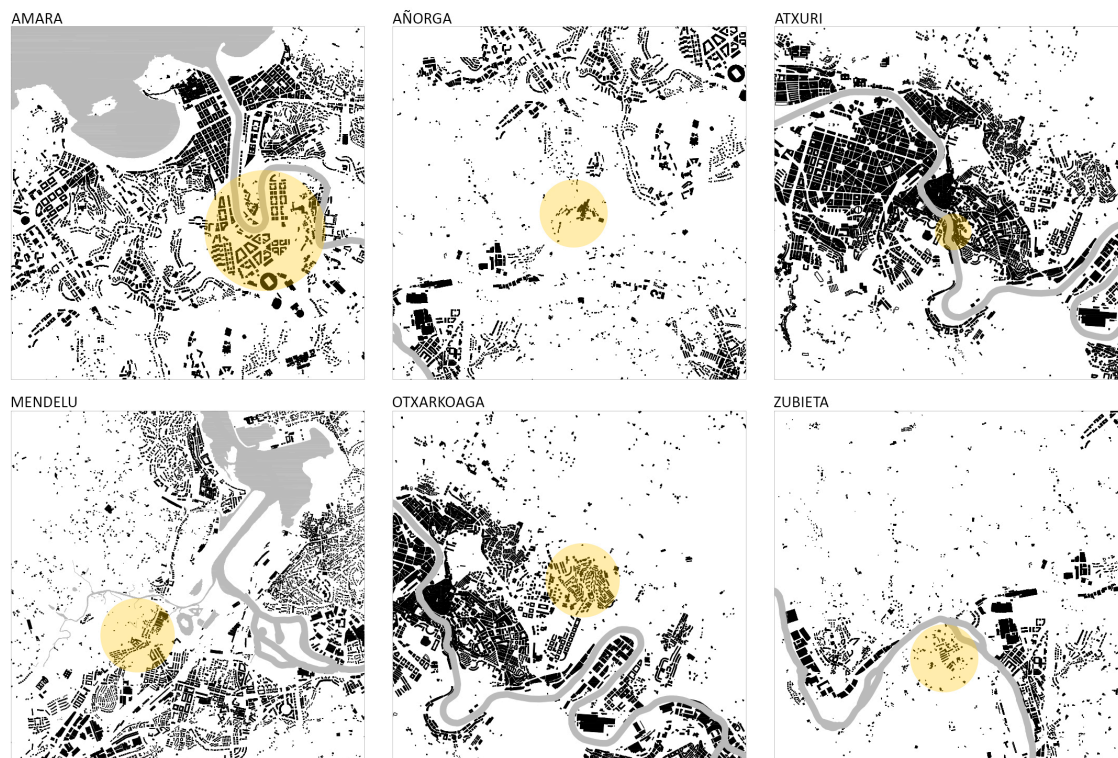 AMARA
AÑORGA
ATXURI
MENDELU
OTXARKOAGA
ZUBIETA